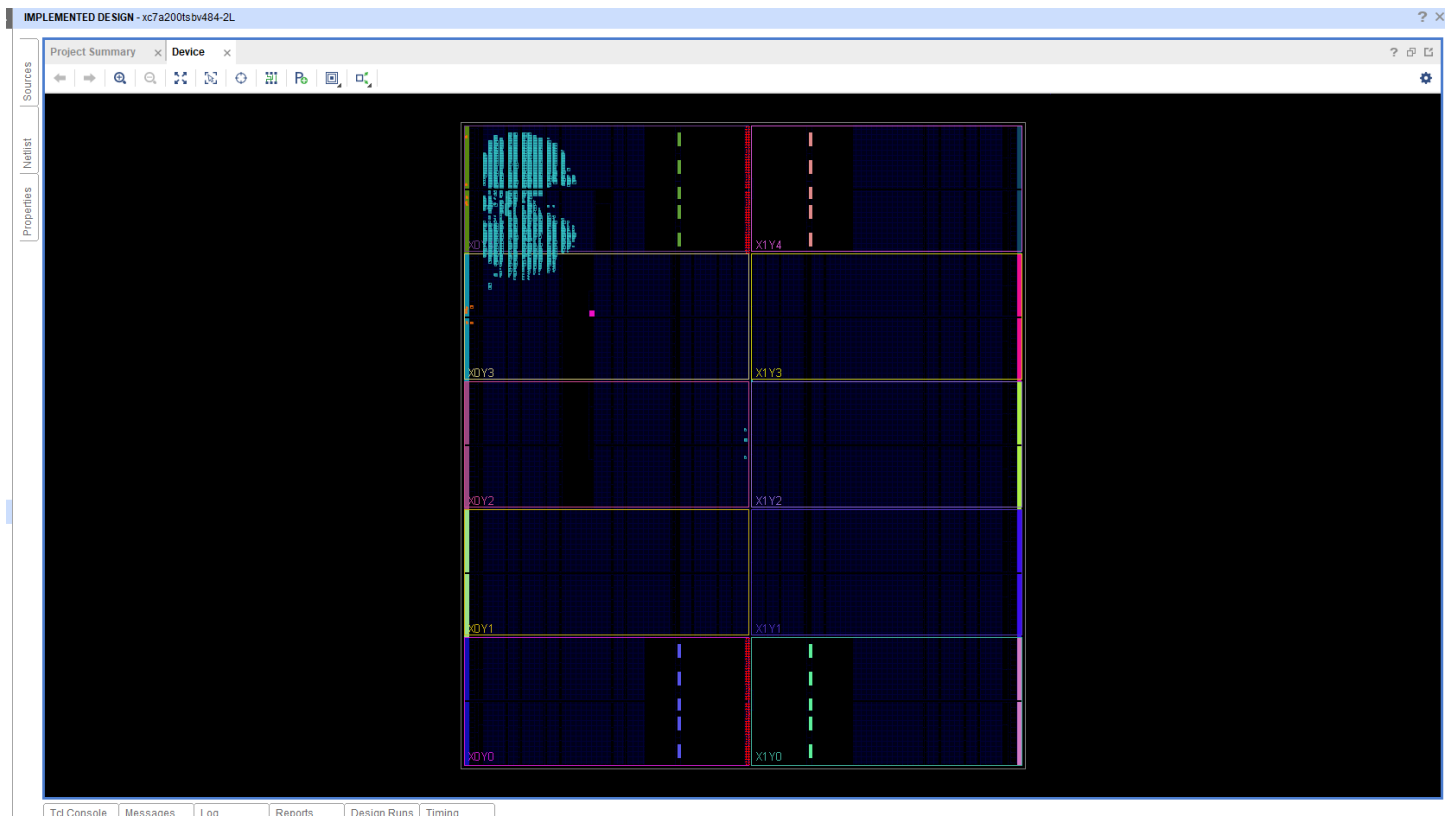 IMPLEMENTED DESIGN - xc7a200tsbv484-2L
Sources
Netlist
Properties
Project Summary
Device
X1Y4
X0Y3
X1Y3
X0Y2
X1Y2
X0Y1
X1Y1
X0Y0
X1Y0
Tcl Console
Messages
Log
Reports
Design Runs
Timing